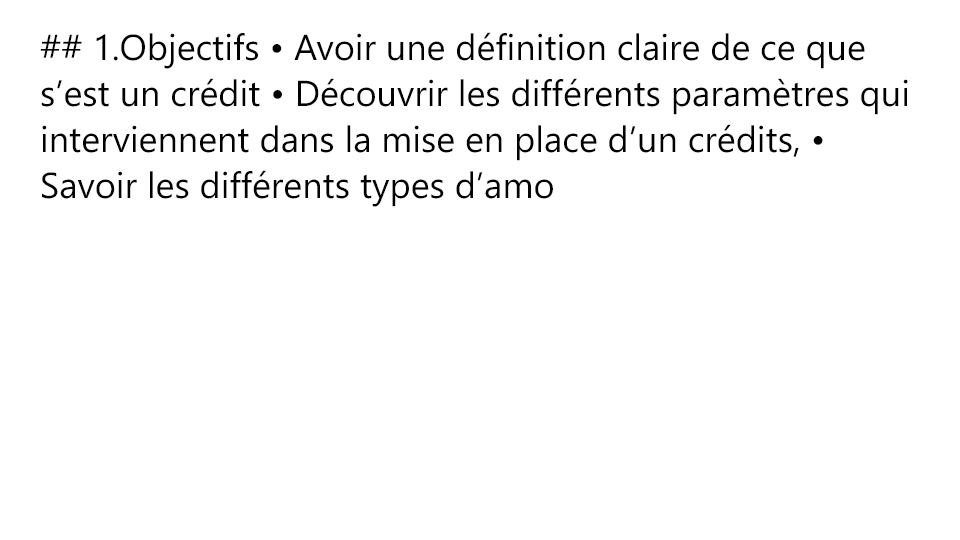 ## 1.Objectifs • Avoir une définition claire de ce que
s’est un crédit • Découvrir les différents paramètres qui
interviennent dans la mise en place d’un crédits, •
Savoir les différents types d’amo